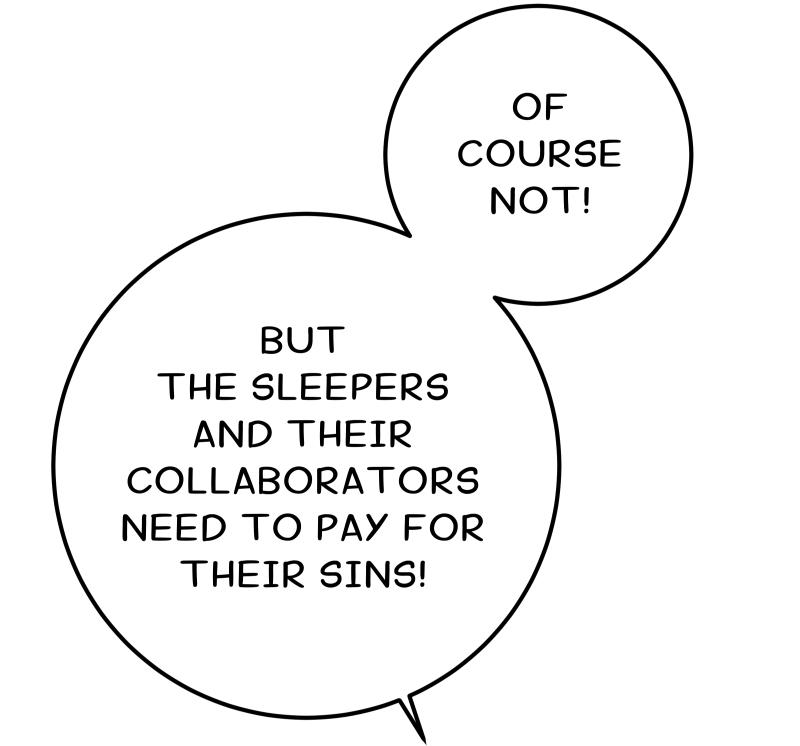 OF
COURSE
NOT!
BUT
THE SLEEPERS
AND THEIR
COLLABORATORS
NEED TO PAY FOR
THEIR SINS!